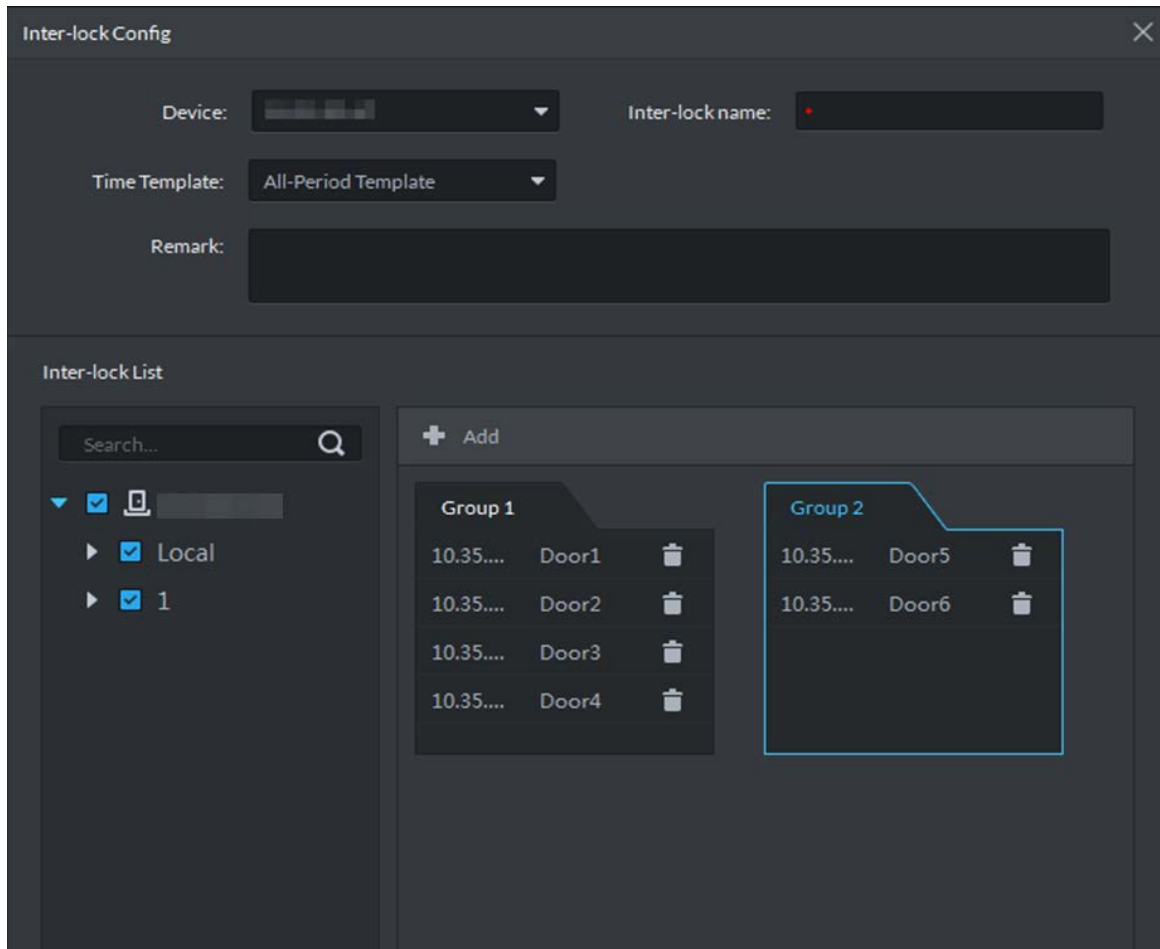 Inter-lock Config
Device:
Inter-lock name:
Time Template: All-Period Template
Remark:
Inter-lock List
Search...
Add
Local
1
Group 1
10.35.... Door1
10.35.... Door2
10.35.... Door3
10.35.... Door4
Group 2
10.35.... Door5
10.35.... Door6